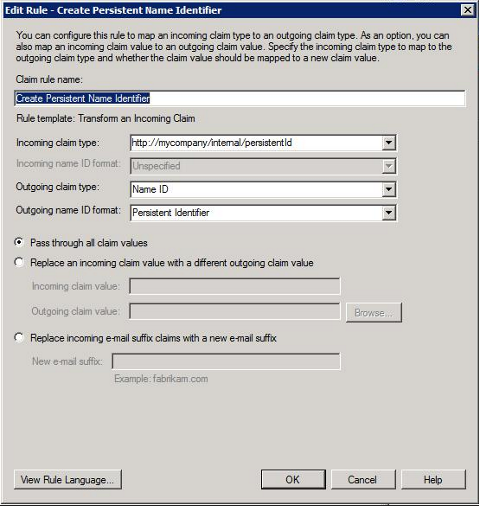 Edit Rule - Create Persistent Name Identifier
You can configure this rule to map an incoming claim type to an outgoing claim type. As an option, you can
also map an incoming claim value to an outgoing claim value. Specify the incoming claim type to map to the
outgoing claim type and whether the claim value should be mapped to a new claim value.
Claim rule name:
Create Persistent Name Identifier
Rule template: Transform an Incoming Claim
Incoming claim type: http://mycompany/internal/persistentId
Incoming name ID format: Unspecified
Outgoing claim type: Name ID
Outgoing name ID format: Persistent Identifier
Pass through all claim values
Replace an incoming claim value with a different outgoing claim value
Incoming claim value:
Outgoing claim value: Browse...
Replace incoming e-mail suffix claims with a new e-mail suffix
New e-mail suffix:
Example: fabrikam.com
View Rule Language... OK Cancel Help